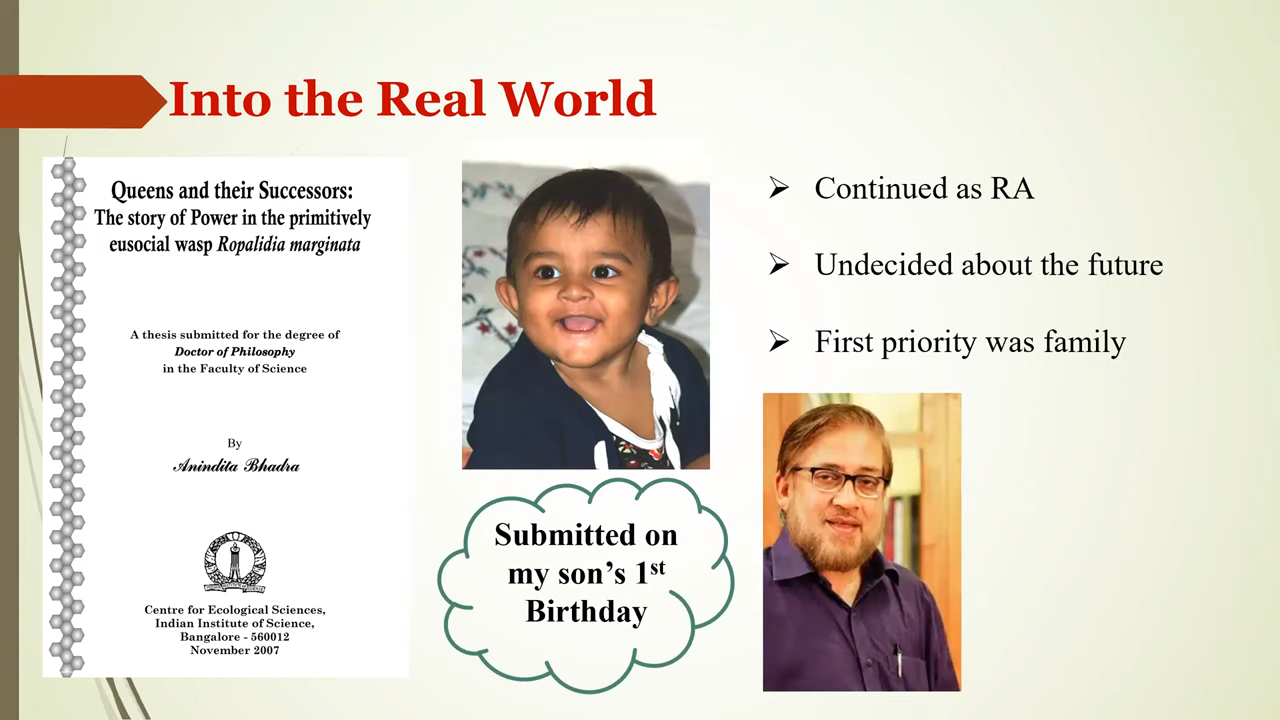 Into the Real World
Queens and their Successors:
The story of Power in the primitively
eusocial wasp Ropalidia marginata
A thesis submitted for the degree of
Doctor of Philosophy
in the Faculty of Science
By
Anindita Bhadra
Centre for Ecological Sciences,
Indian Institute of Science,
Bangalore - 560012
November 2007
Submitted on
my son’s 1st
Birthday
Continued as RA
Undecided about the future
First priority was family